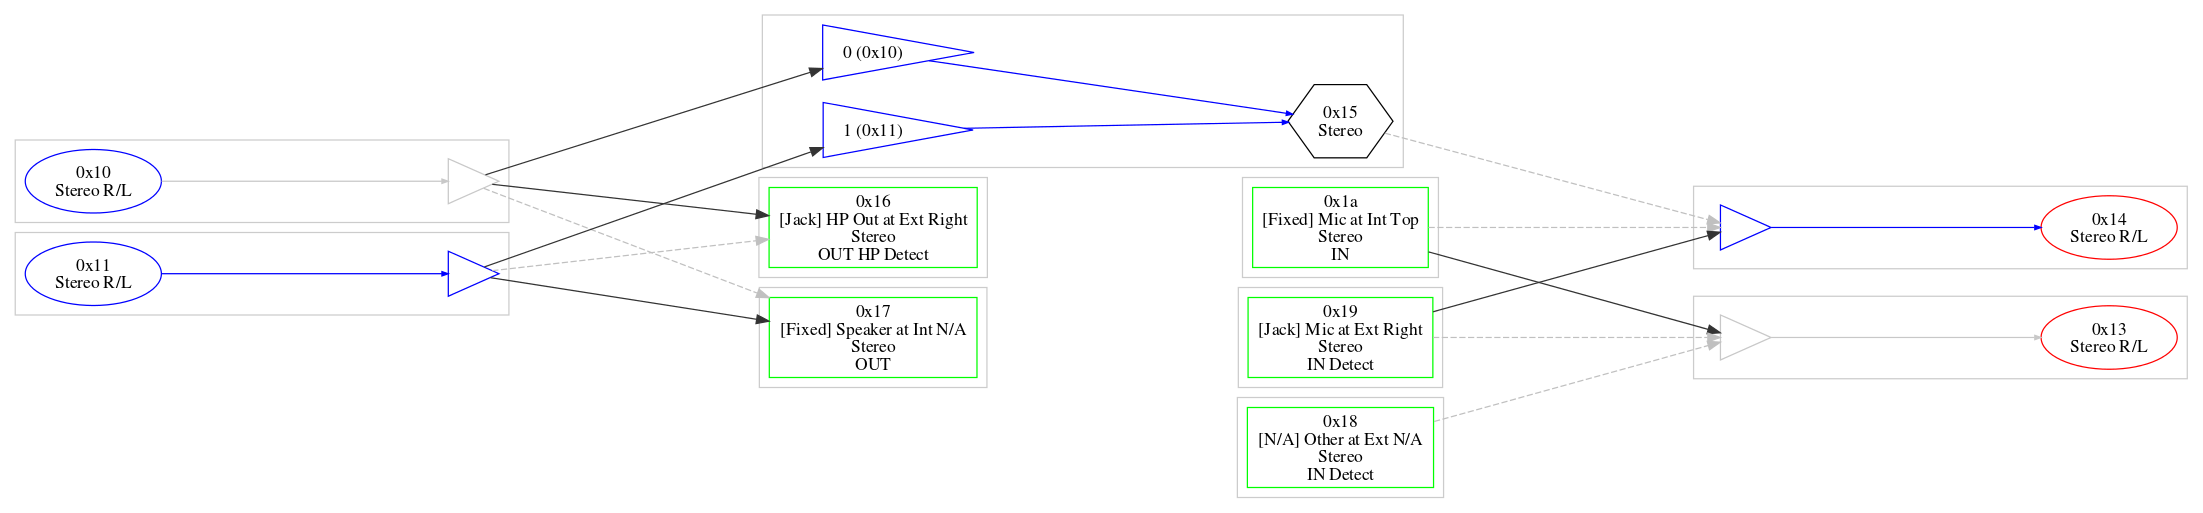 0 (0x10)
1 (0x11)
0x15
Stereo
0x10
Stereo R/L
0x11
Stereo R/L
0x16
[Jack] HP Out at Ext Right
Stereo
OUT HP Detect
0x17
[Fixed] Speaker at Int N/A
Stereo
OUT
0x1a
[Fixed] Mic at Int Top
Stereo
IN
0x19
[Jack] Mic at Ext Right
Stereo
IN Detect
0x18
[N/A] Other at Ext N/A
Stereo
IN Detect
0x14
Stereo R/L
0x13
Stereo R/L